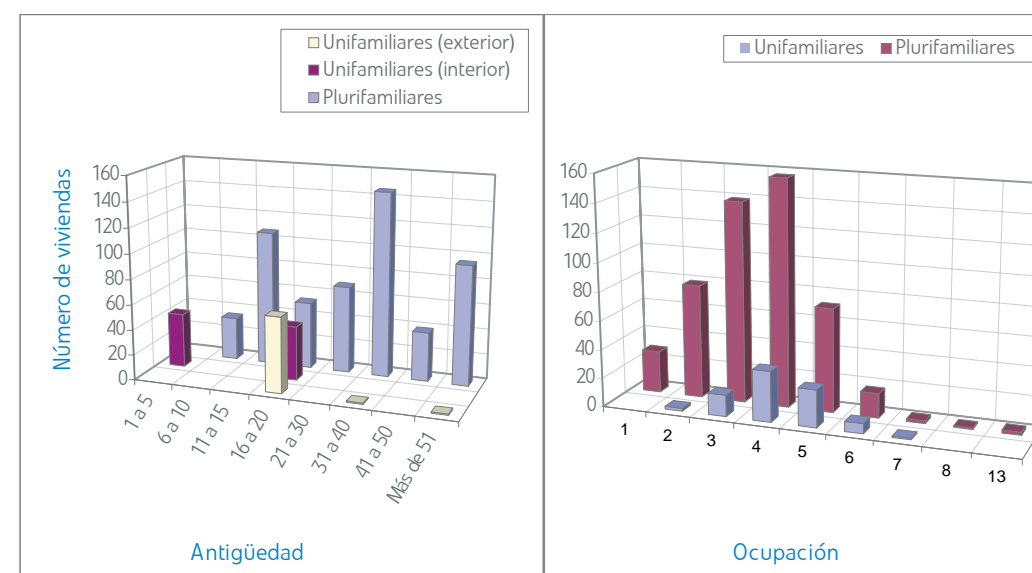 Unifamiliares (exterior)
Unifamiliares (interior)
Plurifamiliares
Número de viviendas
160
140
120
100
80
60
40
20
0
1 a 5
6 a 10
11 a 15
16 a 20
21 a 30
31 a 40
41 a 50
Más de 51
Antigüedad
Unifamiliares Plurifamiliares
160
140
120
100
80
60
40
20
0
1 2 3 4 5 6 7 8 13
Ocupación